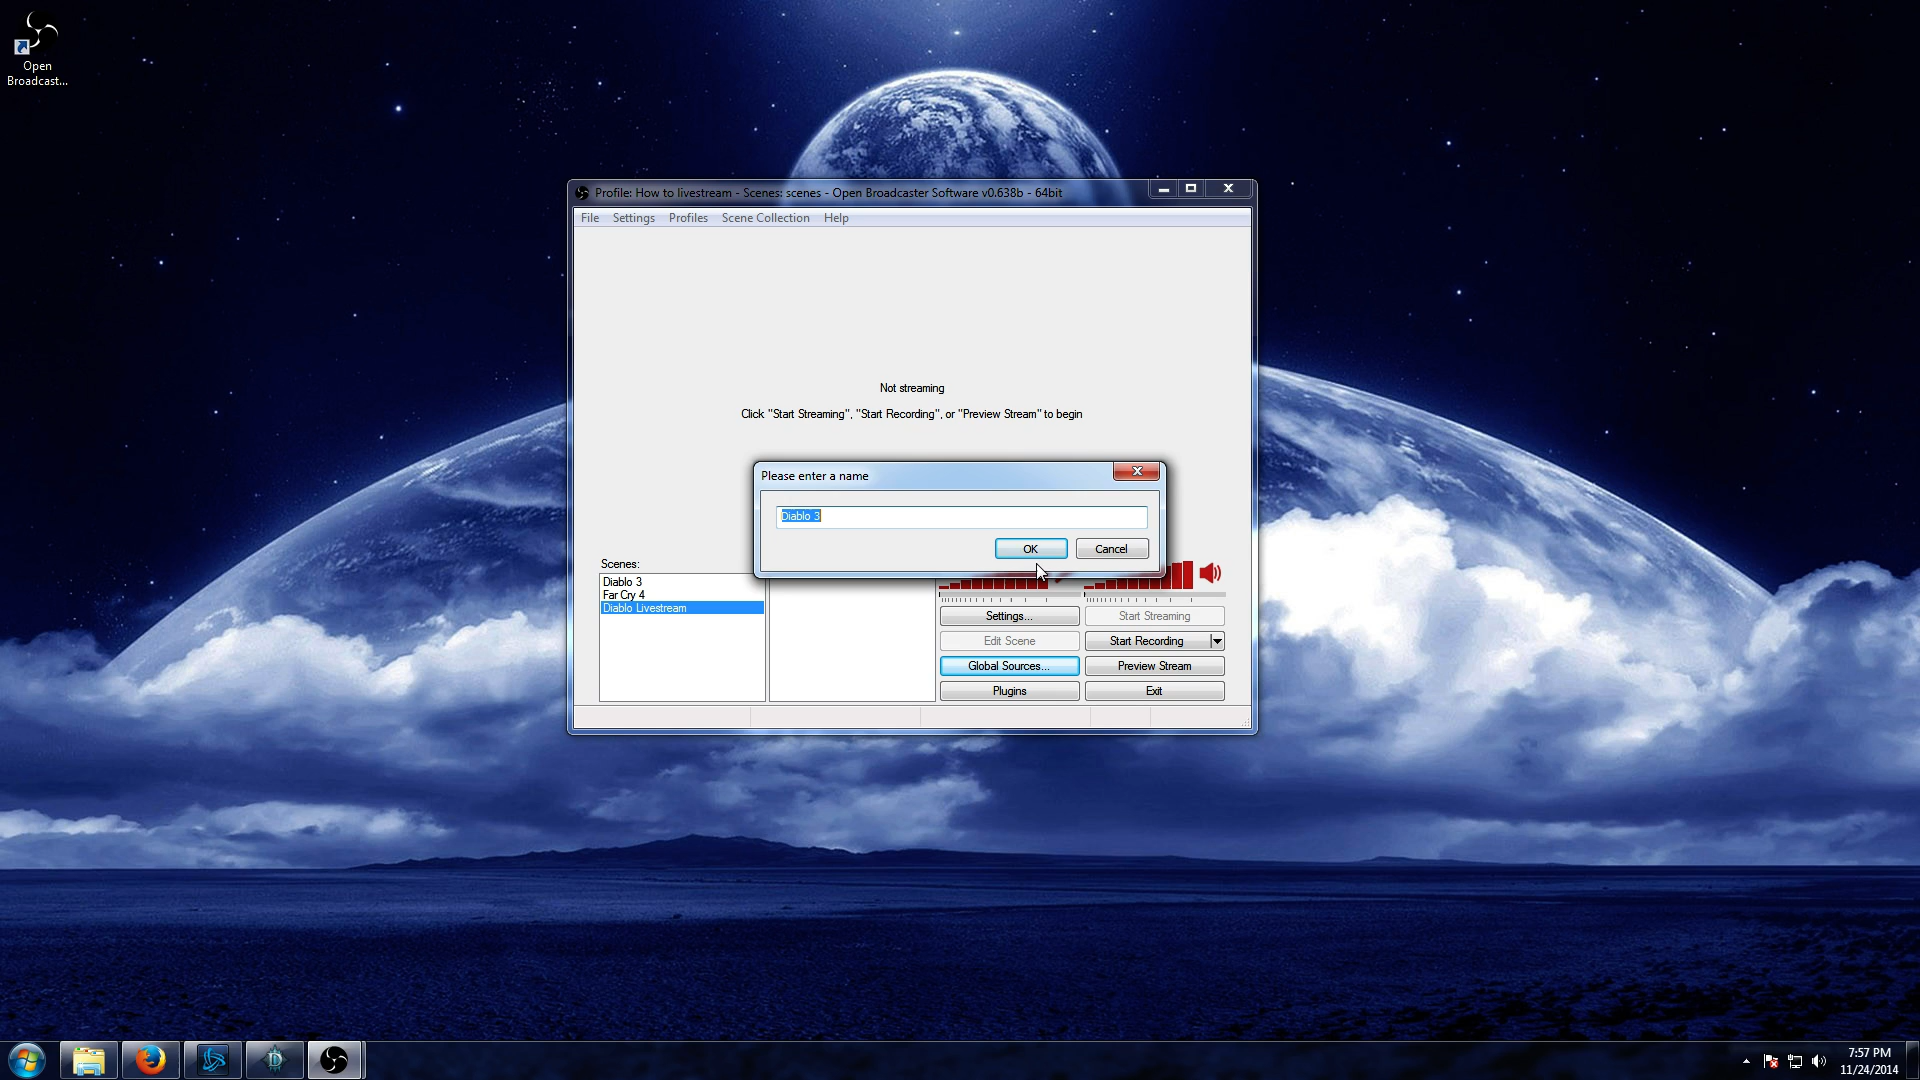 Open
Broadcast...
Profile: How to livestream - Scenes: scenes - Open Broadcaster Software v0.638b - 64bit
File Settings Profiles Scene Collection Help
Not streaming
Click "Start Streaming", "Start Recording", or "Preview Stream" to begin
Please enter a name
Diablo 3
OK Cancel
Scenes:
Diablo 3
Far Cry 4
Diablo Livestream
Settings... Start Streaming
Edit Scene Start Recording
Global Sources... Preview Stream
Plugins Exit
7:57 PM
11/24/2014